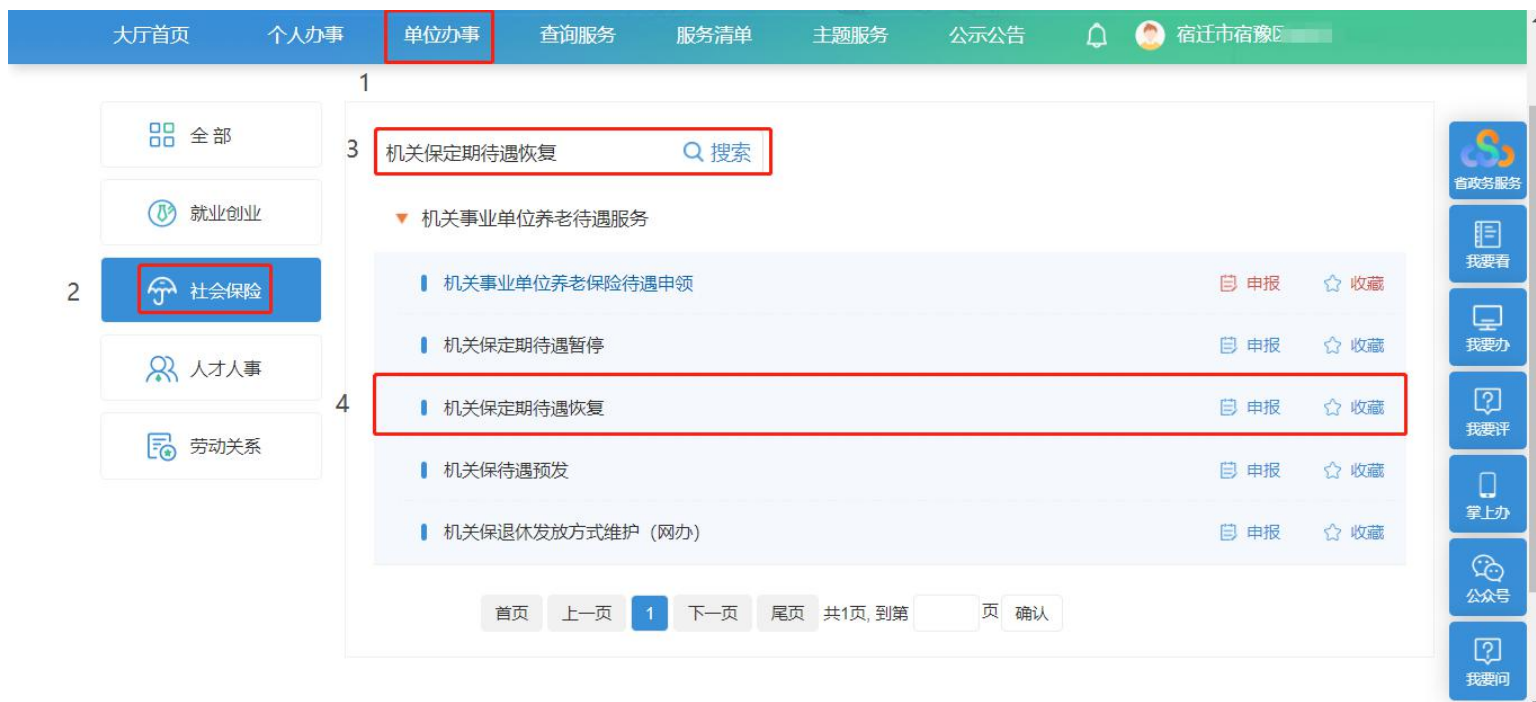 大厅首页 个人办事 单位办事 查询服务 服务清单 主题服务 公示公告 宿迁市宿豫区
1
全部
就业创业
2 社会保险
人才人事
劳动关系
3 机关保定期待遇恢复 搜索
机关事业单位养老待遇服务
机关事业单位养老保险待遇申领 申报 收藏
机关保定期待遇暂停 申报 收藏
4 机关保定期待遇恢复 申报 收藏
机关保待遇预发 申报 收藏
机关保退休发放方式维护（网办） 申报 收藏
首页 上一页 1 下一页 尾页 共1页, 到第 页 确认
省政务服务
我要看
我要办
我要评
掌上办
公众号
我要问